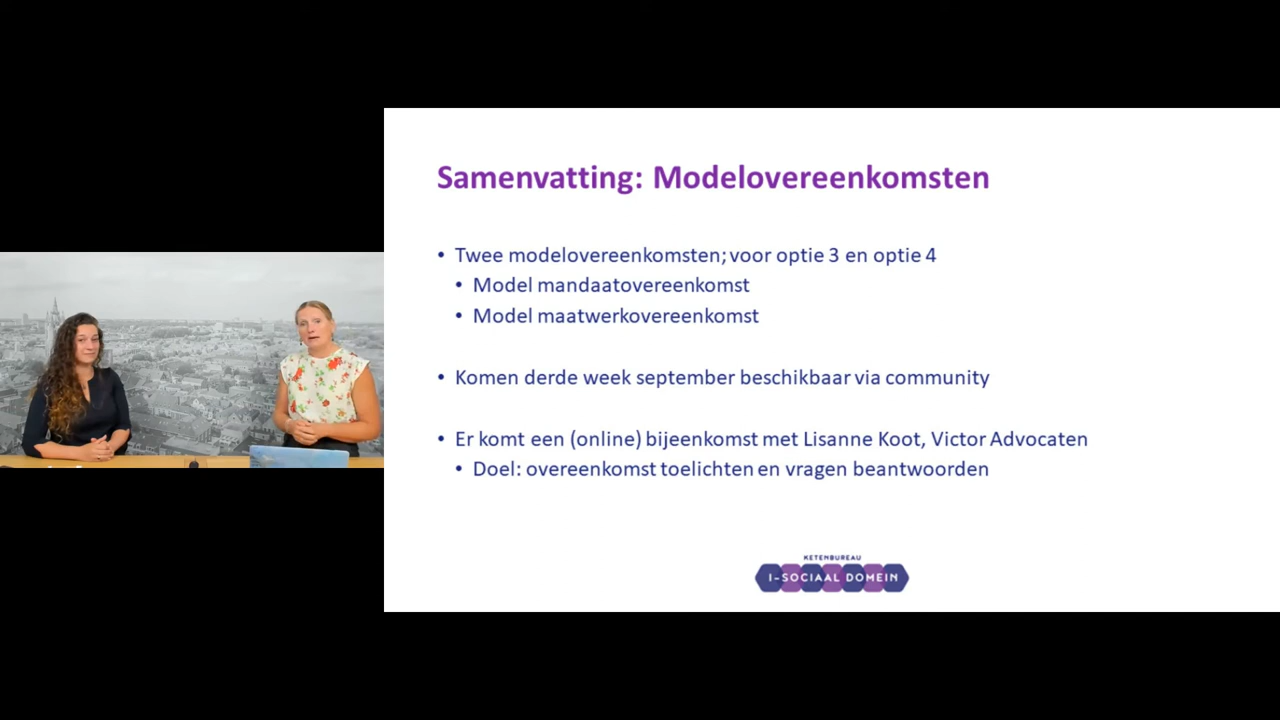 Samenvatting: Modelovereenkomsten
• Twee modelovereenkomsten; voor optie 3 en optie 4
• Model mandaatovereenkomst
• Model maatwerkovereenkomst
• Komen derde week september beschikbaar via community
• Er komt een (online) bijeenkomst met Lisanne Koot, Victor Advocaten
• Doel: overeenkomst toelichten en vragen beantwoorden
KETENBUREAU
I-SOCIAAL DOMEIN